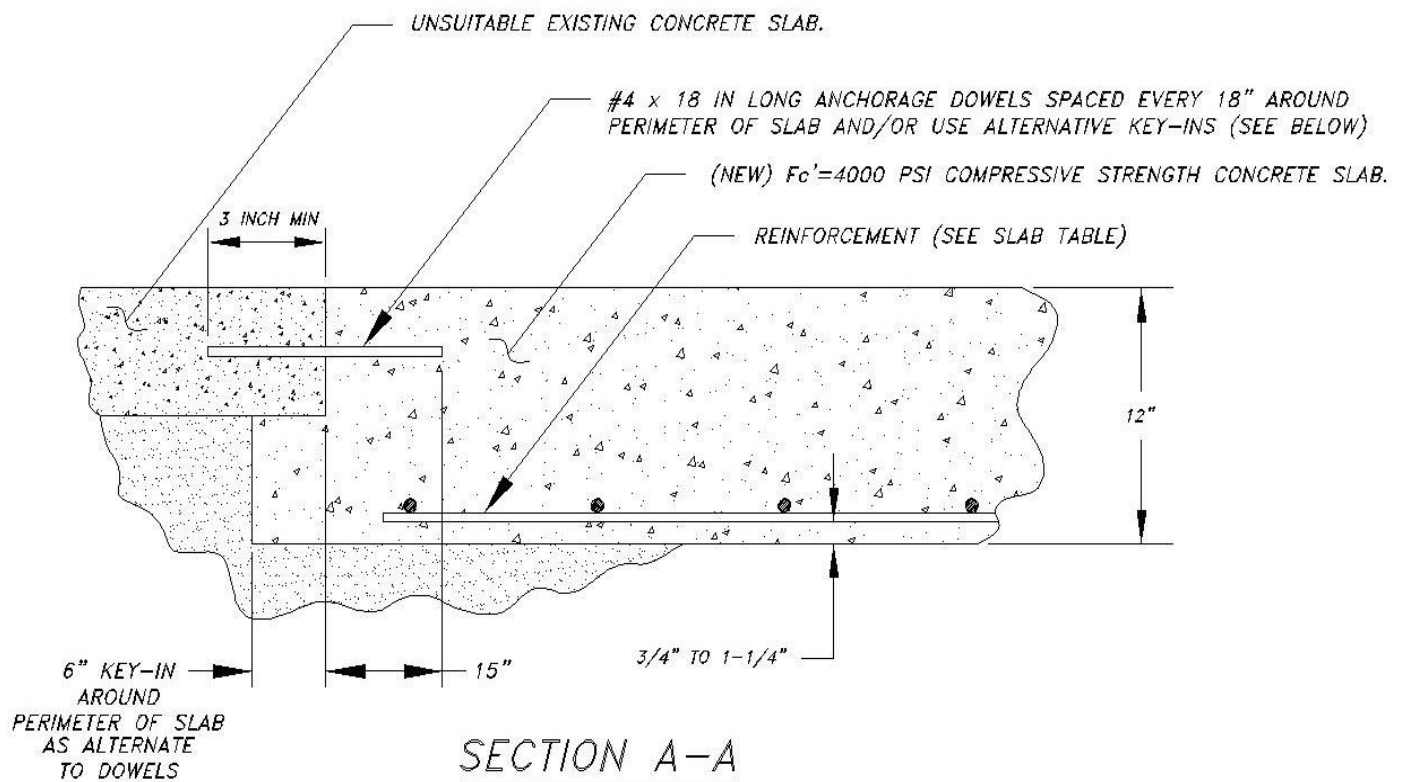 UNSUITABLE EXISTING CONCRETE SLAB.
#4 x 18 IN LONG ANCHORAGE DOWELS SPACED EVERY 18" AROUND
PERIMETER OF SLAB AND/OR USE ALTERNATIVE KEY-INS (SEE BELOW)
(NEW) Fc'=4000 PSI COMPRESSIVE STRENGTH CONCRETE SLAB.
3 INCH MIN
REINFORCEMENT (SEE SLAB TABLE)
12"
6" KEY-IN
AROUND
PERIMETER OF SLAB
AS ALTERNATE
TO DOWELS
15"
3/4" TO 1-1/4"
SECTION A-A